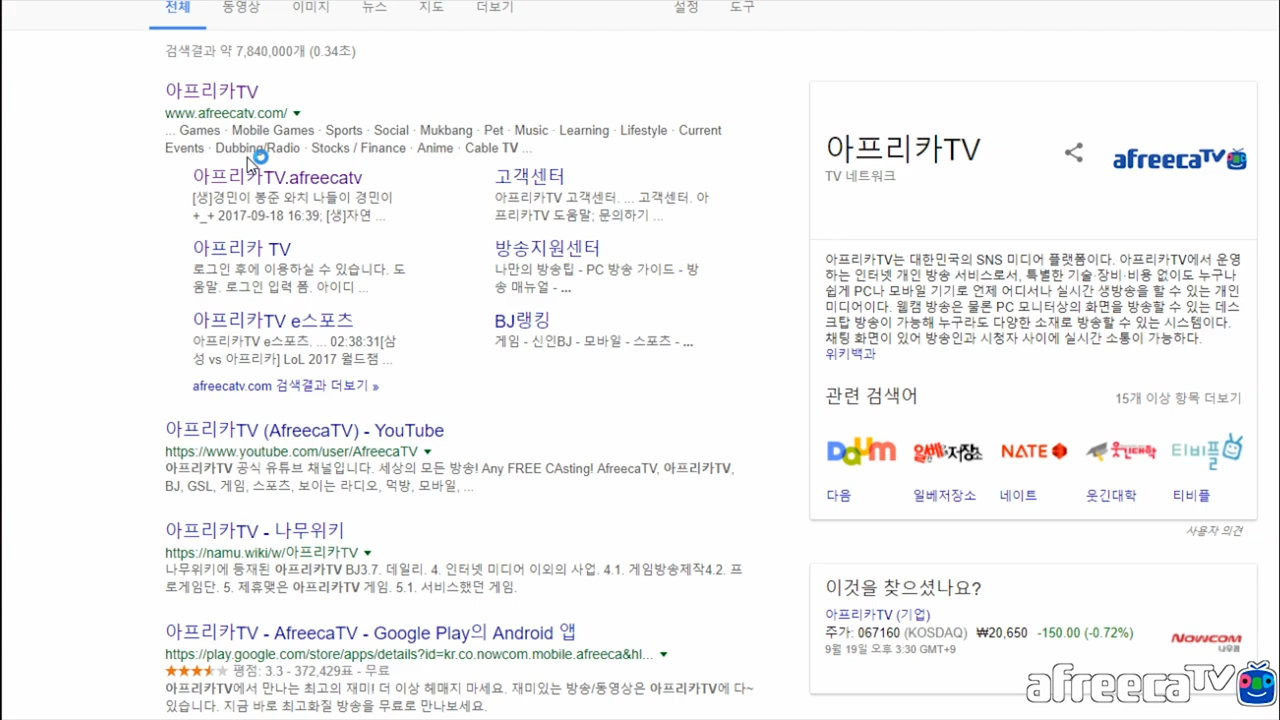 전체 동영상 이미지 뉴스 지도 더보기 설정 도구
검색결과 약 7,840,000개 (0.34초)
아프리카TV
www.afreecatv.com/
... Games · Mobile Games · Sports · Social · Mukbang · Pet · Music · Learning · Lifestyle · Current
Events · Dubbing/Radio · Stocks / Finance · Anime · Cable TV ...
아프리카TV.afreecatv
[생]경민이 봉준 와치 나들이 경민이
+_+ 2017-09-18 16:39; [생]자연 ...
고객센터
아프리카TV 고객센터. ... 고객센터. 아
프리카TV 도움말; 문의하기 ...
아프리카 TV
로그인 후에 이용하실 수 있습니다. 도
움말. 로그인 입력 폼. 아이디 ...
방송지원센터
나만의 방송팁 - PC 방송 가이드 - 방
송 매뉴얼 - ...
아프리카TV e스포츠
아프리카TV e스포츠. ... 02:38:31[삼
성 vs 아프리카] LoL 2017 월드챔 ...
BJ랭킹
게임 - 신인BJ - 모바일 - 스포츠 - ...
afreecatv.com 검색결과 더보기 »
아프리카TV (AfreecaTV) - YouTube
https://www.youtube.com/user/AfreecaTV
아프리카TV 공식 유튜브 채널입니다. 세상의 모든 방송! Any FREE CAsting! AfreecaTV, 아프리카TV,
BJ, GSL, 게임, 스포츠, 보이는 라디오, 먹방, 모바일, ...
아프리카TV - 나무위키
https://namu.wiki/w/아프리카TV
나무위키에 등재된 아프리카TV BJ3.7. 데일리. 4. 인터넷 미디어 이외의 사업. 4.1. 게임방송제작4.2. 프
로게임단. 5. 제휴맺은 아프리카TV 게임. 5.1. 서비스했던 게임.
아프리카TV - AfreecaTV - Google Play의 Android 앱
https://play.google.com/store/apps/details?id=kr.co.nowcom.mobile.afreeca&hl...
평점: 3.3 - 372,429표 - 무료
아프리카TV에서 만나는 최고의 재미! 더 이상 헤매지 마세요. 재미있는 방송/동영상은 아프리카TV에 다~
있습니다. 지금 바로 최고화질 방송을 무료로 만나보세요.
아프리카TV
TV 네트워크
afreecaTV
아프리카TV는 대한민국의 SNS 미디어 플랫폼이다. 아프리카TV에서 운영
하는 인터넷 개인 방송 서비스로서, 특별한 기술·장비·비용 없이도 누구나
쉽게 PC나 모바일 기기로 언제 어디서나 실시간 생방송을 할 수 있는 개인
미디어이다. 웹캠 방송은 물론 PC 모니터상의 화면을 방송할 수 있는 데스
크탑 방송이 가능해 누구라도 다양한 소재로 방송할 수 있는 시스템이다.
채팅 화면이 있어 방송인과 시청자 사이에 실시간 소통이 가능하다.
위키백과
관련 검색어 15개 이상 항목 더보기
Daum 일베저장소 NATE 웃긴대학 티비플
다음 일베저장소 네이트 웃긴대학 티비플
사용자 의견
이것을 찾으셨나요?
아프리카TV (기업)
주가: 067160 (KOSDAQ) ₩20,650 -150.00 (-0.72%)
9월 19일 오후 3:30 GMT+9
NOWCOM
나우콤
afreecaTV